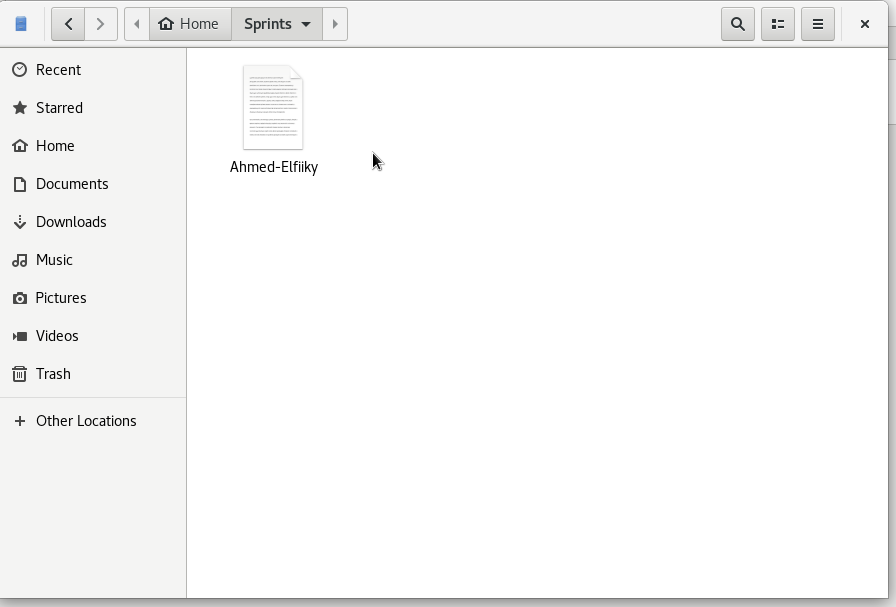 Home
Sprints
Recent
Starred
Home
Documents
Downloads
Music
Pictures
Videos
Trash
Other Locations
Ahmed-Elfiiky